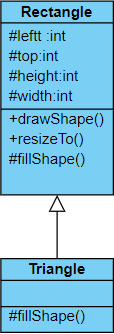 Rectangle
#leftt :int
#top:int
#height:int
#width:int
+drawShape()
+resizeTo()
#fillShape()
Triangle
#fillShape()